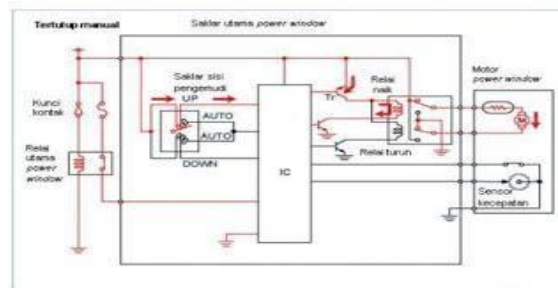 Tertutup manual
Saklar utama power window
Saklar sisi
pengemudi
UP
AUTO
AUTO
DOWN
IC
Tr
Relai
naik
Relai turun
Motor
power window
Sensor
kecepatan
Kunci
kontak
Relai
utama
power
window